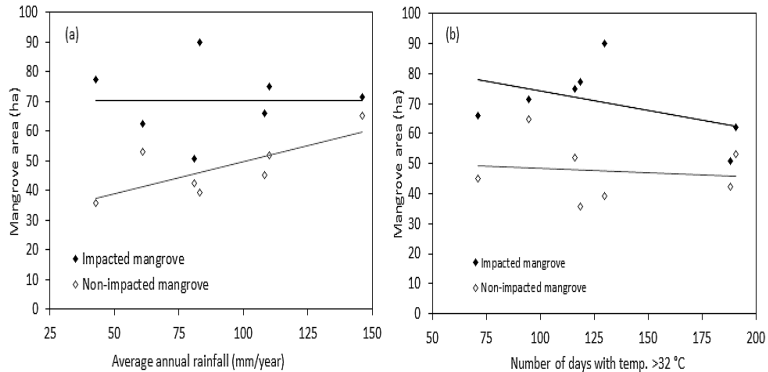 (a)
Mangrove area (ha)
100
90
80
70
60
50
40
30
20
10
0
Impacted mangrove
Non-impacted mangrove
25 50 75 100 125 150
Average annual rainfall (mm/year)
(b)
Mangrove area (ha)
100
90
80
70
60
50
40
30
20
10
0
Impacted mangrove
Non-impacted mangrove
50 75 100 125 150 175 200
Number of days with temp. >32 °C